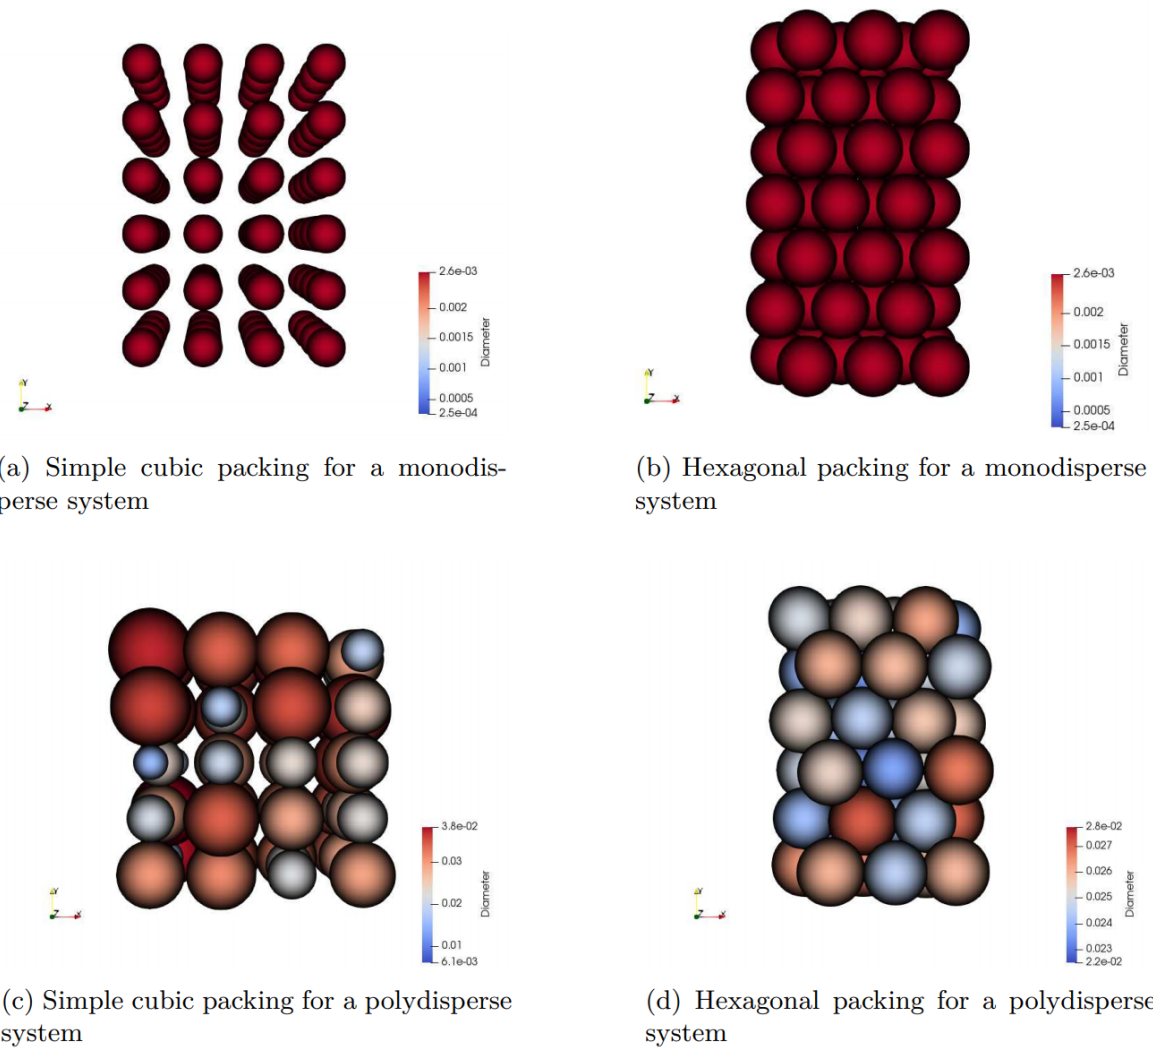 2.6e-03
0.002
0.0015
0.001
0.0005
2.5e-04
Diameter
Y
Z
X
(a) Simple cubic packing for a monodis-
perse system
2.6e-03
0.002
0.0015
0.001
0.0005
2.5e-04
Diameter
Y
Z
X
(b) Hexagonal packing for a monodisperse
system
3.8e-02
0.03
0.02
0.01
6.1e-03
Diameter
Y
Z
X
(c) Simple cubic packing for a polydisperse
system
2.8e-02
0.027
0.026
0.025
0.024
0.023
2.2e-02
Diameter
Y
Z
X
(d) Hexagonal packing for a polydisperse
system